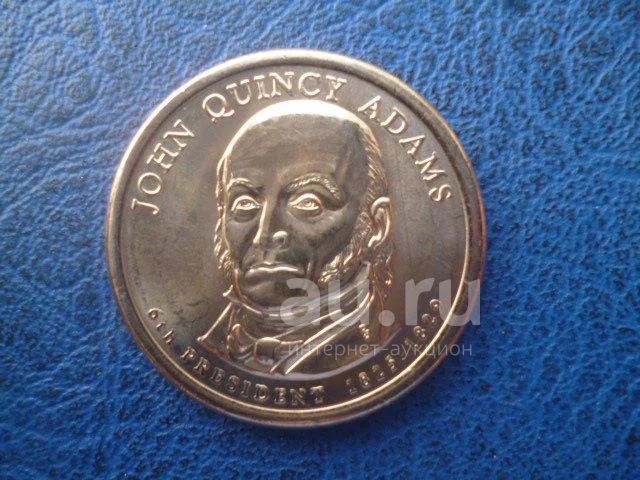 JOHN QUINCY ADAMS
6th PRESIDENT 1825-1829
au.ru
интернет-аукцион